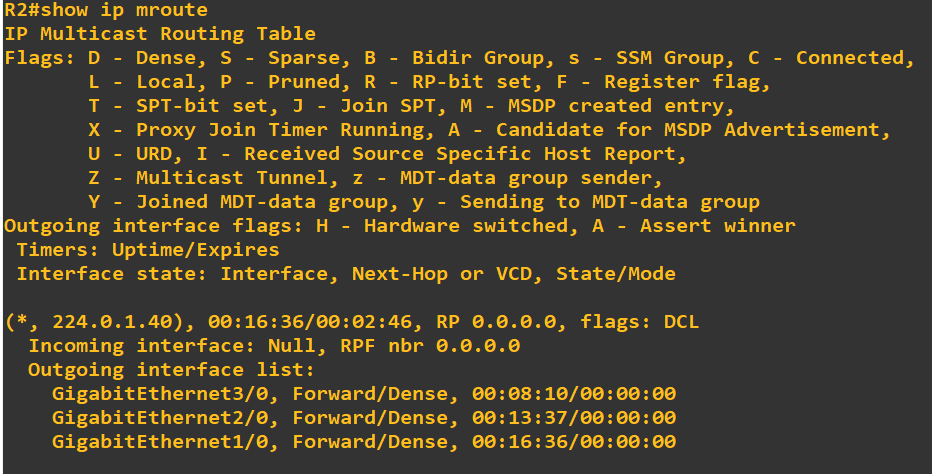 R2#show ip mroute
IP Multicast Routing Table
Flags: D - Dense, S - Sparse, B - Bidir Group, s - SSM Group, C - Connected,
       L - Local, P - Pruned, R - RP-bit set, F - Register flag,
       T - SPT-bit set, J - Join SPT, M - MSDP created entry,
       X - Proxy Join Timer Running, A - Candidate for MSDP Advertisement,
       U - URD, I - Received Source Specific Host Report,
       Z - Multicast Tunnel, z - MDT-data group sender,
       Y - Joined MDT-data group, y - Sending to MDT-data group
Outgoing interface flags: H - Hardware switched, A - Assert winner
 Timers: Uptime/Expires
 Interface state: Interface, Next-Hop or VCD, State/Mode

(*, 224.0.1.40), 00:16:36/00:02:46, RP 0.0.0.0, flags: DCL
  Incoming interface: Null, RPF nbr 0.0.0.0
  Outgoing interface list:
    GigabitEthernet3/0, Forward/Dense, 00:08:10/00:00:00
    GigabitEthernet2/0, Forward/Dense, 00:13:37/00:00:00
    GigabitEthernet1/0, Forward/Dense, 00:16:36/00:00:00